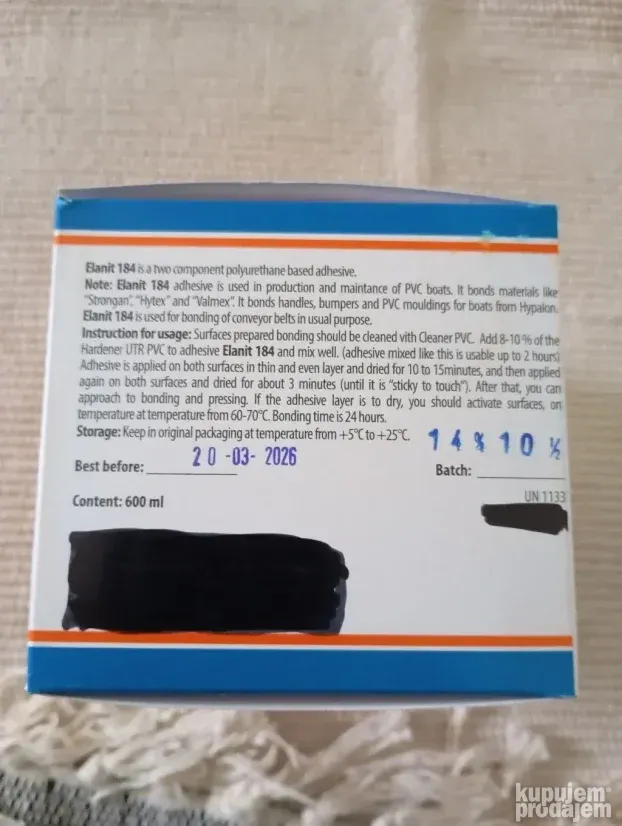 Elanit 184 is a two component polyurethane based adhesive.
Note: Elanit 184 adhesive is used in production and maintance of PVC boats. It bonds materials like
"Strongan", "Hytex" and "Valmex". It bonds handles, bumpers and PVC mouldings for boats from Hypalon.
Elanit 184 is used for bonding of conveyor belts in usual purpose.
Instruction for usage: Surfaces prepared bonding should be cleaned vith Cleaner PVC. Add 8-10 % of the
Hardener UTR PVC to adhesive Elanit 184 and mix well. (adhesive mixed like this is usable up to 2 hours)
Adhesive is applied on both surfaces in thin and even layer and dried for 10 to 15minutes, and then applied
again on both surfaces and dried for about 3 minutes (until it is "sticky to touch"). After that, you can
approach to bonding and pressing. If the adhesive layer is to dry, you should activate surfaces, on
temperature at temperature from 60-70°C. Bonding time is 24 hours.
Storage: Keep in original packaging at temperature from +5°C to +25°C.
Best before: 20 -03- 2026
Batch: 14 % 10 ½
Content: 600 ml
UN 1133
kupujem
prodajem